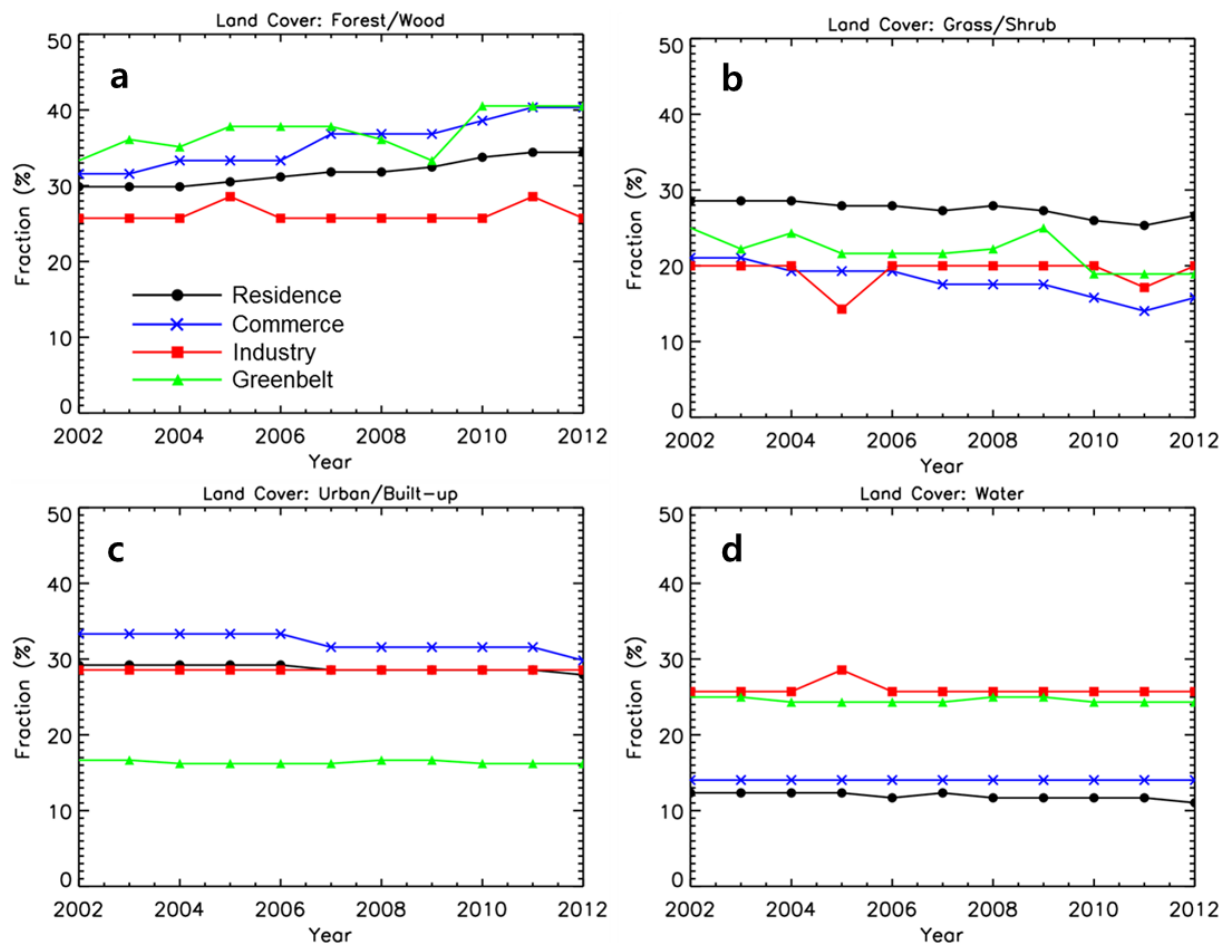 Land Cover: Forest/Wood
a
50
40
30
20
10
0
Fraction (%)
Residence
Commerce
Industry
Greenbelt
2002 2004 2006 2008 2010 2012
Year
Land Cover: Grass/Shrub
b
50
40
30
20
10
0
Fraction (%)
2002 2004 2006 2008 2010 2012
Year
Land Cover: Urban/Built-up
c
50
40
30
20
10
0
Fraction (%)
2002 2004 2006 2008 2010 2012
Year
Land Cover: Water
d
50
40
30
20
10
0
Fraction (%)
2002 2004 2006 2008 2010 2012
Year